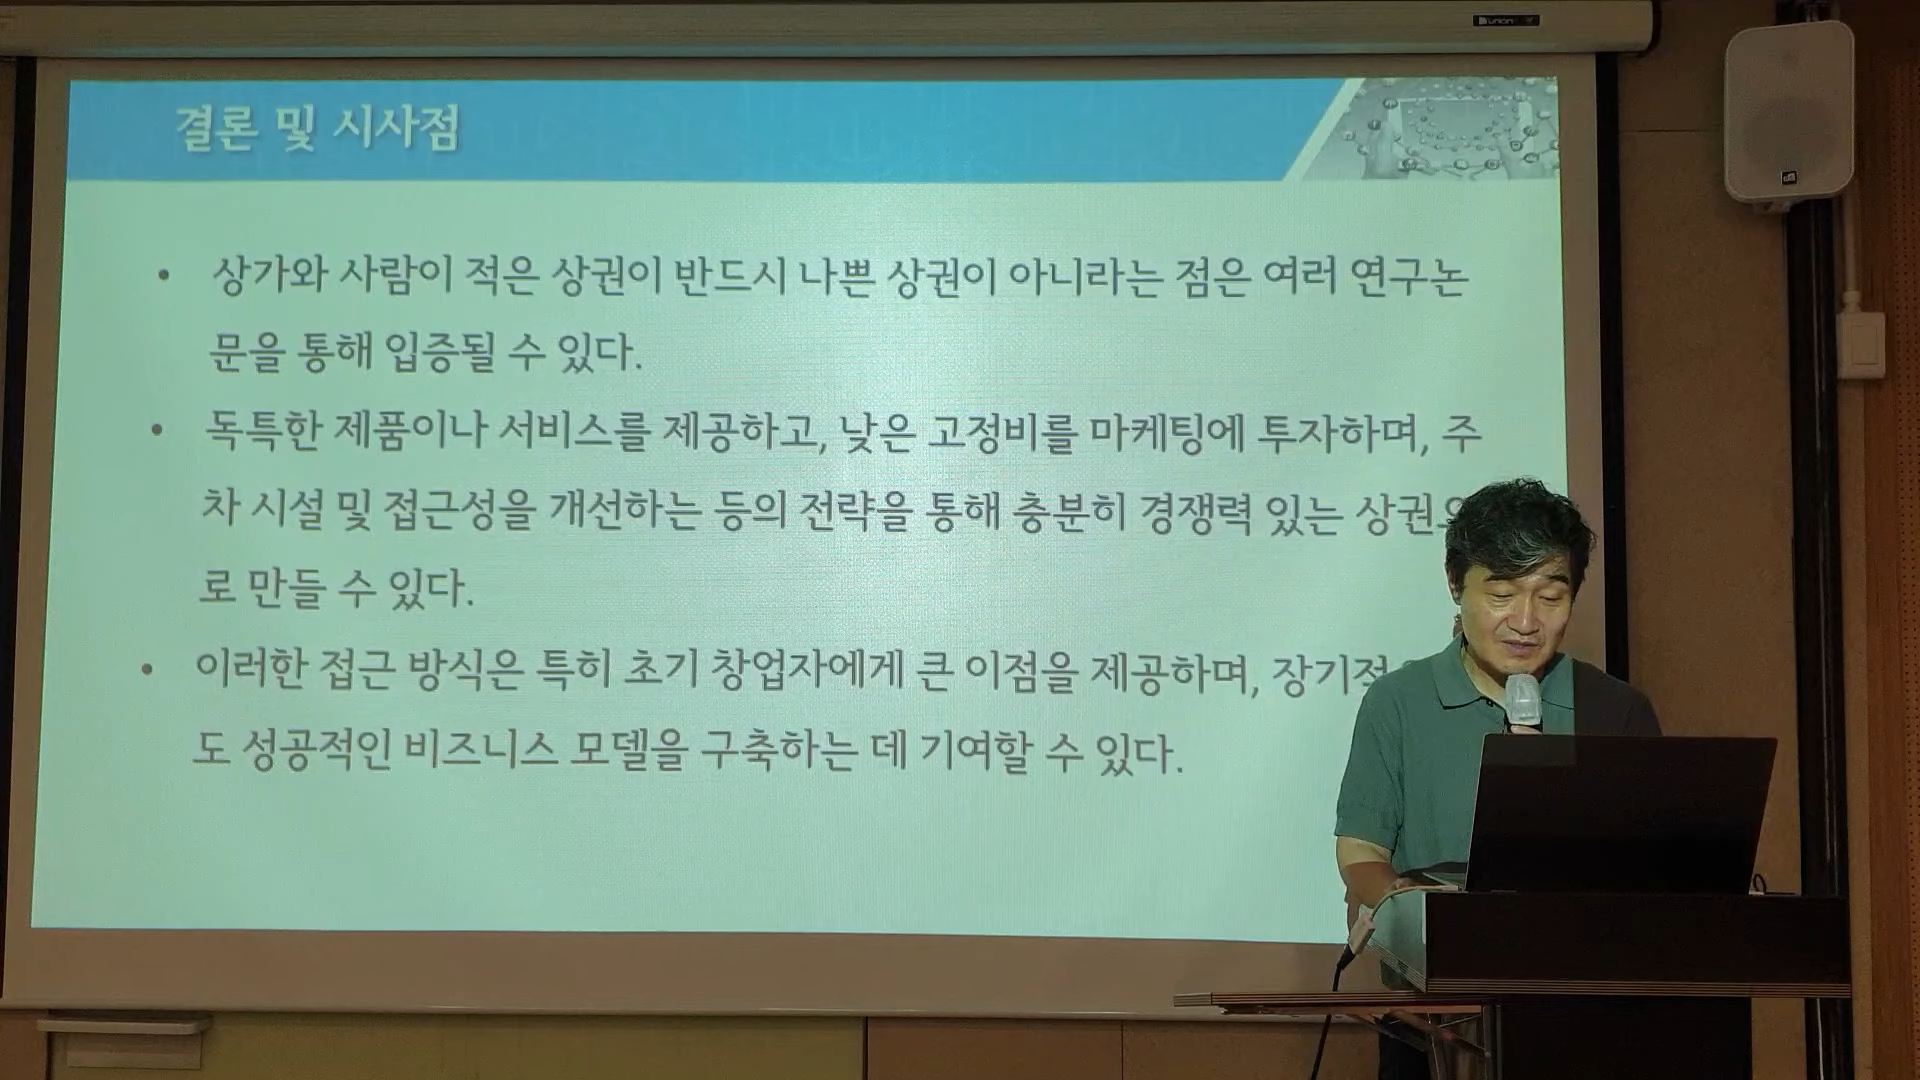 결론 및 시사점
• 상가와 사람이 적은 상권이 반드시 나쁜 상권이 아니라는 점은 여러 연구논
문을 통해 입증될 수 있다.
• 독특한 제품이나 서비스를 제공하고, 낮은 고정비를 마케팅에 투자하며, 주
차 시설 및 접근성을 개선하는 등의 전략을 통해 충분히 경쟁력 있는 상권으
로 만들 수 있다.
• 이러한 접근 방식은 특히 초기 창업자에게 큰 이점을 제공하며,
도 성공적인 비즈니스 모델을 구축하는 데 기여할 수 있다.